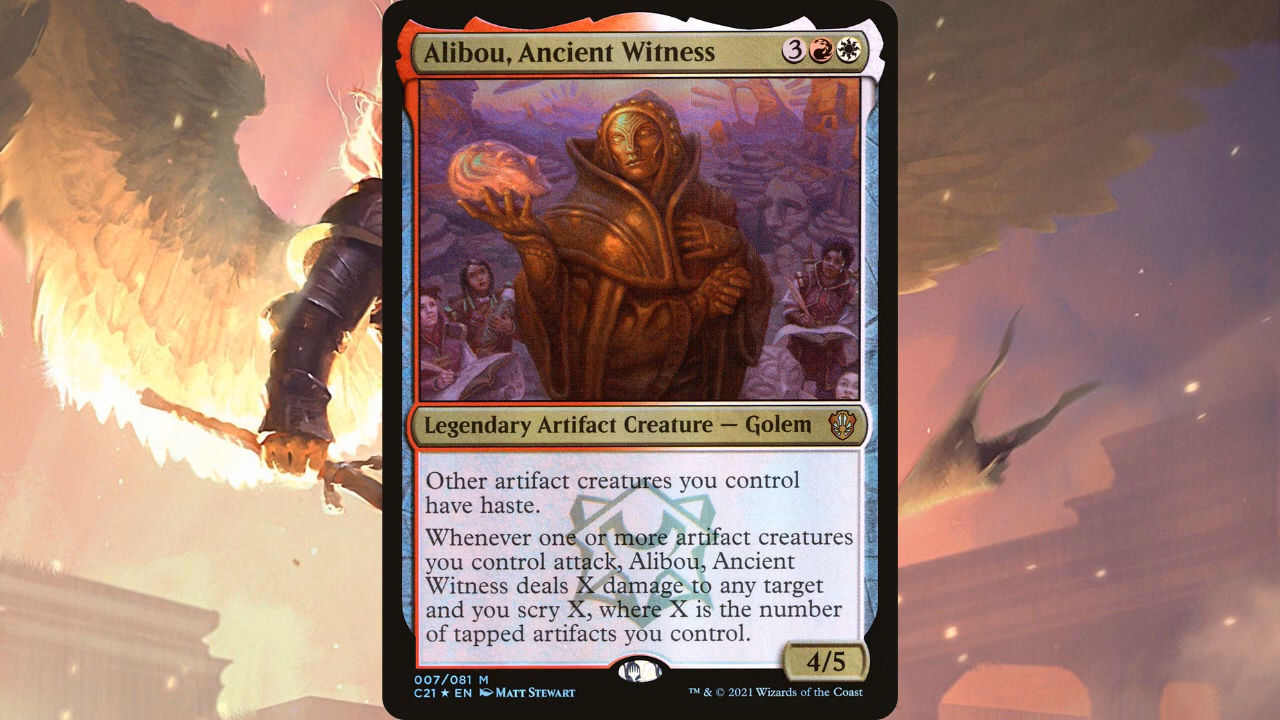 Alibou, Ancient Witness 3
Legendary Artifact Creature — Golem
Other artifact creatures you control
have haste.
Whenever one or more artifact creatures
you control attack, Alibou, Ancient
Witness deals X damage to any target
and you scry X, where X is the number
of tapped artifacts you control.
4/5
007/081 M
C21 ★ EN Matt Stewart
™ & © 2021 Wizards of the Coast